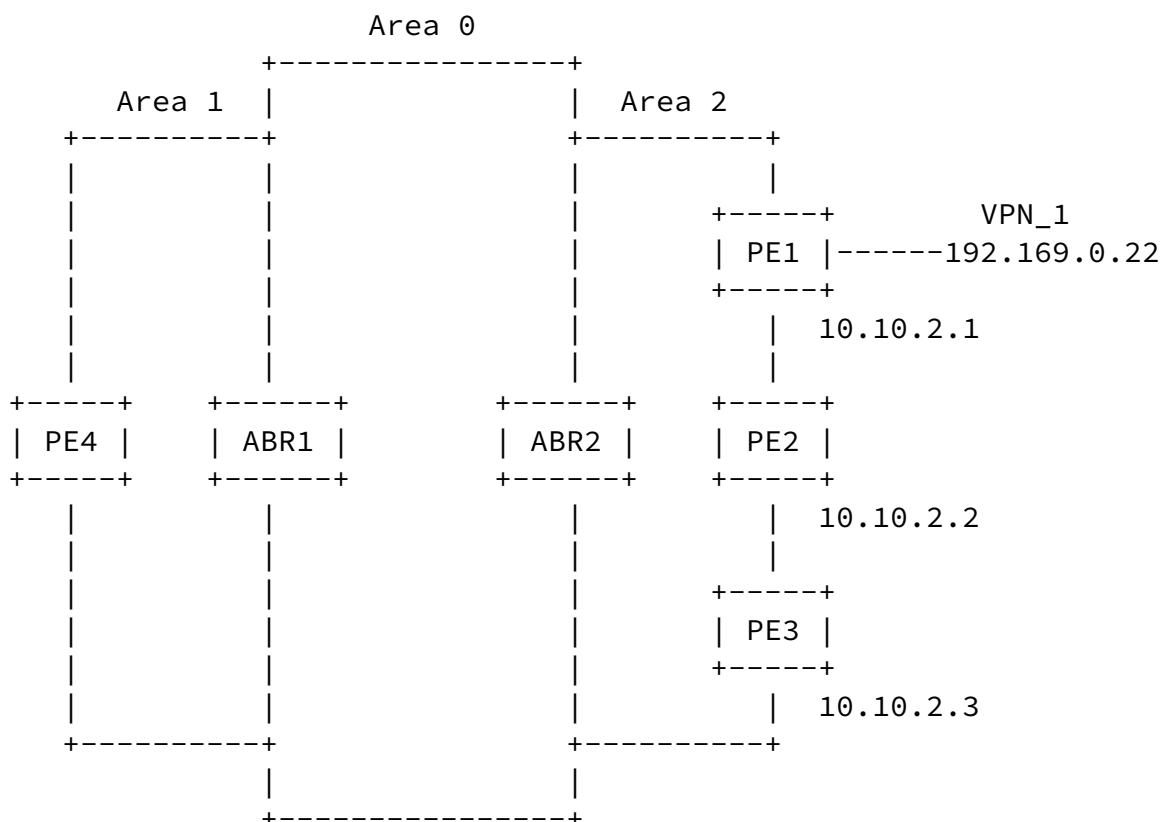 Area 0
Area 1 Area 2
VPN_1
PE1 192.169.0.22
10.10.2.1
PE4 ABR1 ABR2 PE2
10.10.2.2
PE3
10.10.2.3